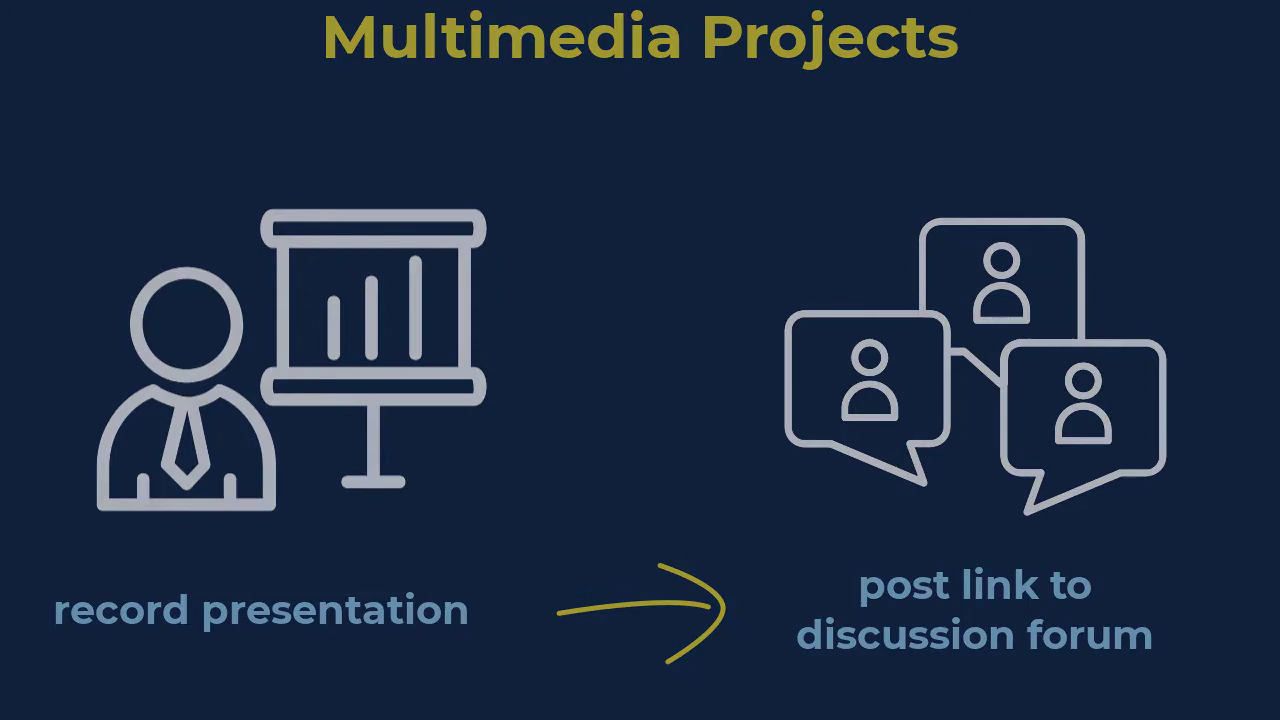 Multimedia Projects
record presentation
post link to
discussion forum